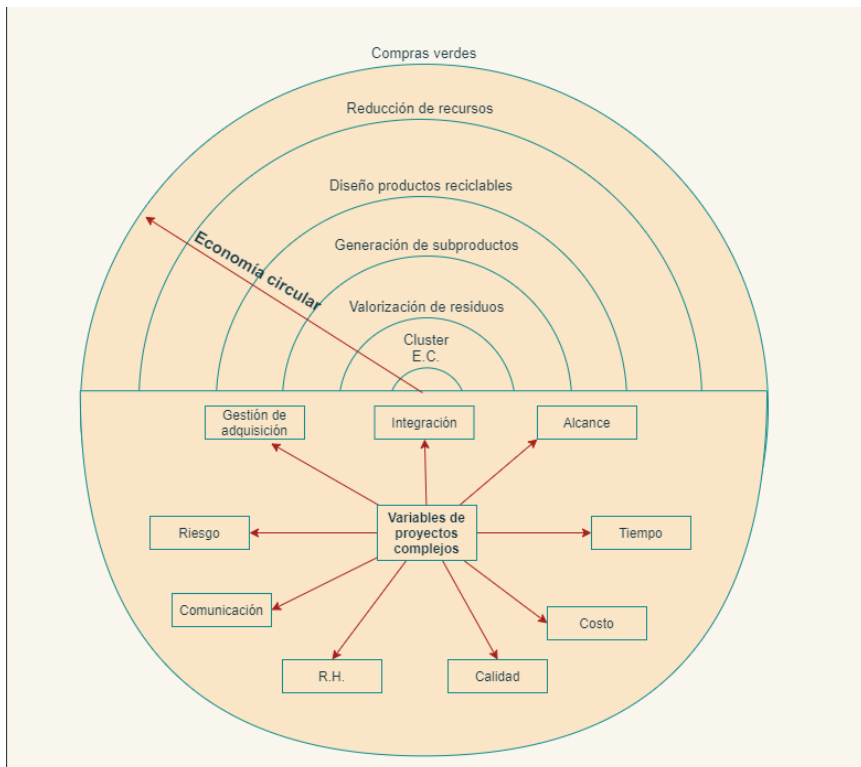 Compras verdes
Reducción de recursos
Diseño productos reciclables
Generación de subproductos
Economía circular
Valorización de residuos
Cluster
E.C.
Gestión de
adquisición
Integración
Alcance
Variables de
proyectos
complejos
Riesgo
Tiempo
Comunicación
Costo
R.H.
Calidad